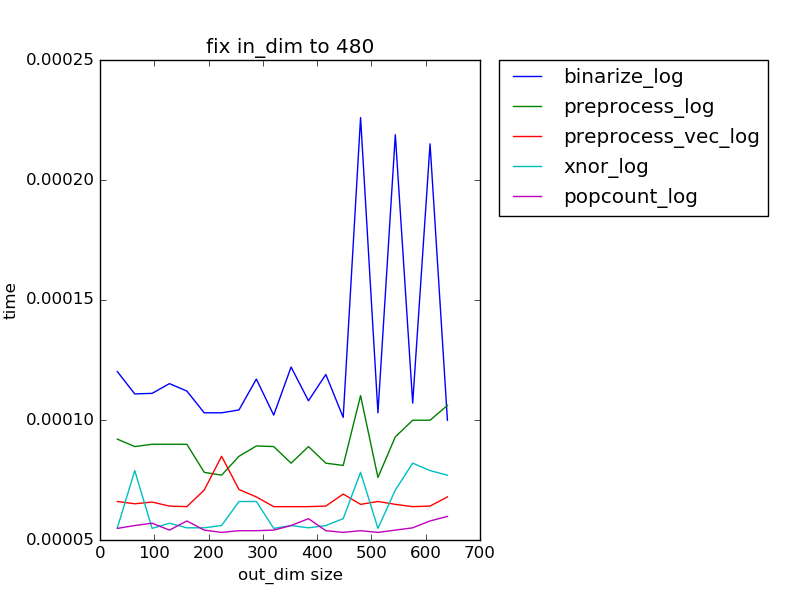 fix in_dim to 480
0.00025
0.00020
0.00015
0.00010
0.00005
time
0 100 200 300 400 500 600 700
out_dim size
binarize_log
preprocess_log
preprocess_vec_log
xnor_log
popcount_log